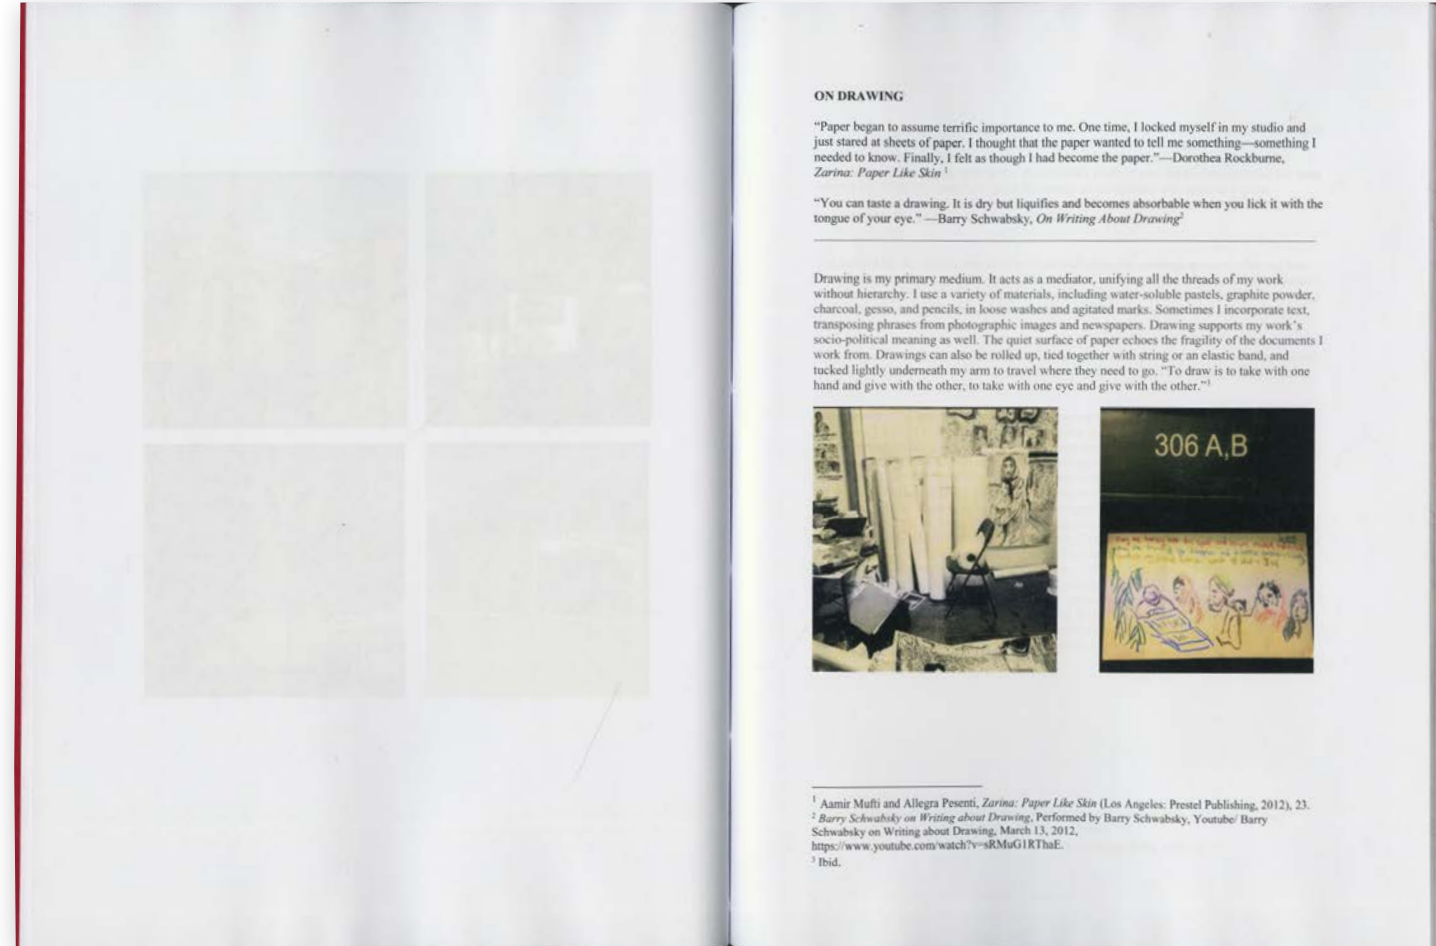 ON DRAWING
“Paper began to assume terrific importance to me. One time, I locked myself in my studio and
just stared at sheets of paper. I thought that the paper wanted to tell me something—something I
needed to know. Finally, I felt as though I had become the paper.”—Dorothea Rockburne,
Zarina: Paper Like Skin 1
“You can taste a drawing. It is dry but liquifies and becomes absorbable when you lick it with the
tongue of your eye.” —Barry Schwabsky, On Writing About Drawing2
Drawing is my primary medium. It acts as a mediator, unifying all the threads of my work
without hierarchy. I use a variety of materials, including water-soluble pastels, graphite powder,
charcoal, gesso, and pencils, in loose washes and agitated marks. Sometimes I incorporate text,
transposing phrases from photographic images and newspapers. Drawing supports my work’s
socio-political meaning as well. The quiet surface of paper echoes the fragility of the documents I
work from. Drawings can also be rolled up, tied together with string or an elastic band, and
tucked lightly underneath my arm to travel where they need to go. “To draw is to take with one
hand and give with the other, to take with one eye and give with the other.”3
306 A,B
1 Aamir Mufti and Allegra Pesenti, Zarina: Paper Like Skin (Los Angeles: Prestel Publishing, 2012), 23.
2 Barry Schwabsky on Writing about Drawing, Performed by Barry Schwabsky, Youtube/ Barry
Schwabsky on Writing about Drawing, March 13, 2012,
https://www.youtube.com/watch?v=sRMuG1RThaE.
3 Ibid.